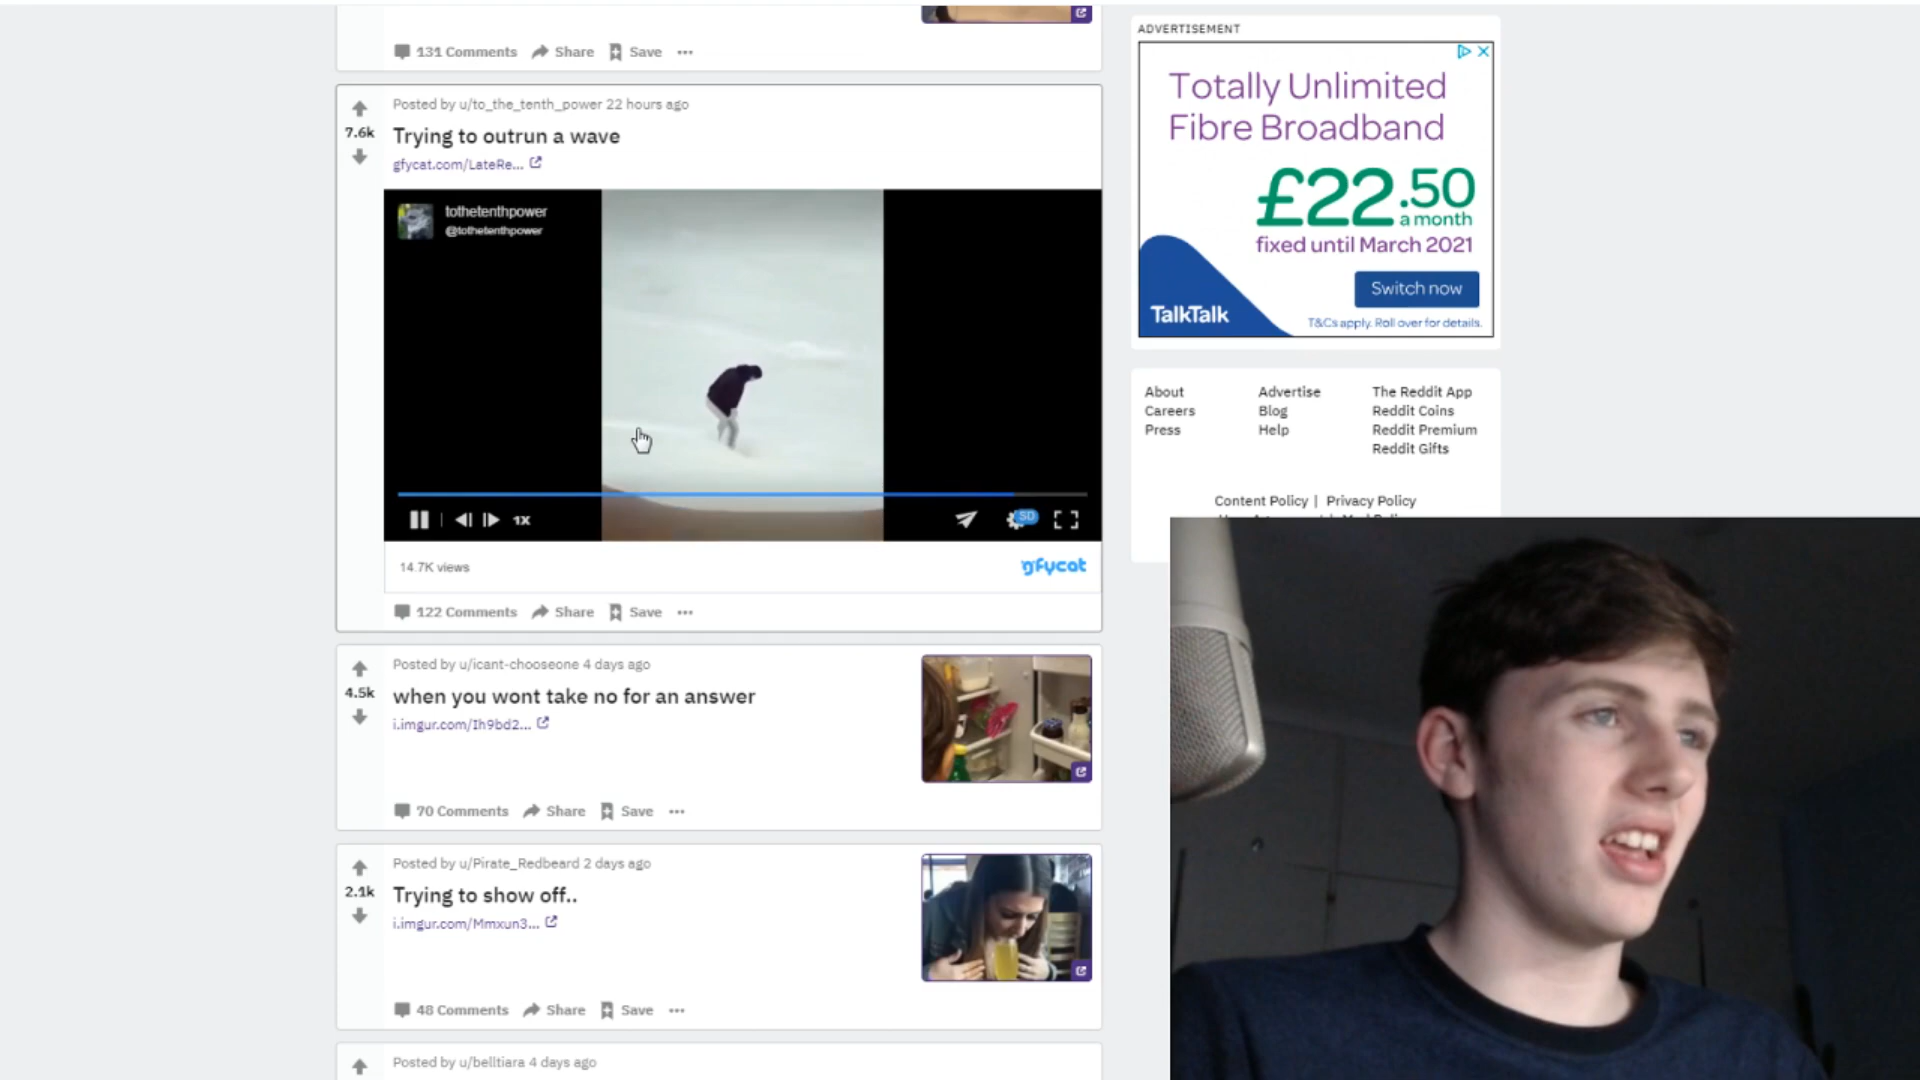 131 Comments Share Save
Posted by u/to_the_tenth_power 22 hours ago
7.6k
Trying to outrun a wave
gfycat.com/LateRe...
tothetenthpower
@tothetenthpower
1X
SD
14.7K views
gfycat
122 Comments Share Save
Posted by u/icant-chooseone 4 days ago
4.5k
when you wont take no for an answer
i.imgur.com/Ih9bd2...
70 Comments Share Save
Posted by u/Pirate_Redbeard 2 days ago
2.1k
Trying to show off..
i.imgur.com/Mmxun3...
48 Comments Share Save
Posted by u/belltiara 4 days ago
ADVERTISEMENT
Totally Unlimited
Fibre Broadband
£22.50
a month
fixed until March 2021
Switch now
TalkTalk
T&Cs apply. Roll over for details.
About Advertise The Reddit App
Careers Blog Reddit Coins
Press Help Reddit Premium
Reddit Gifts
Content Policy | Privacy Policy